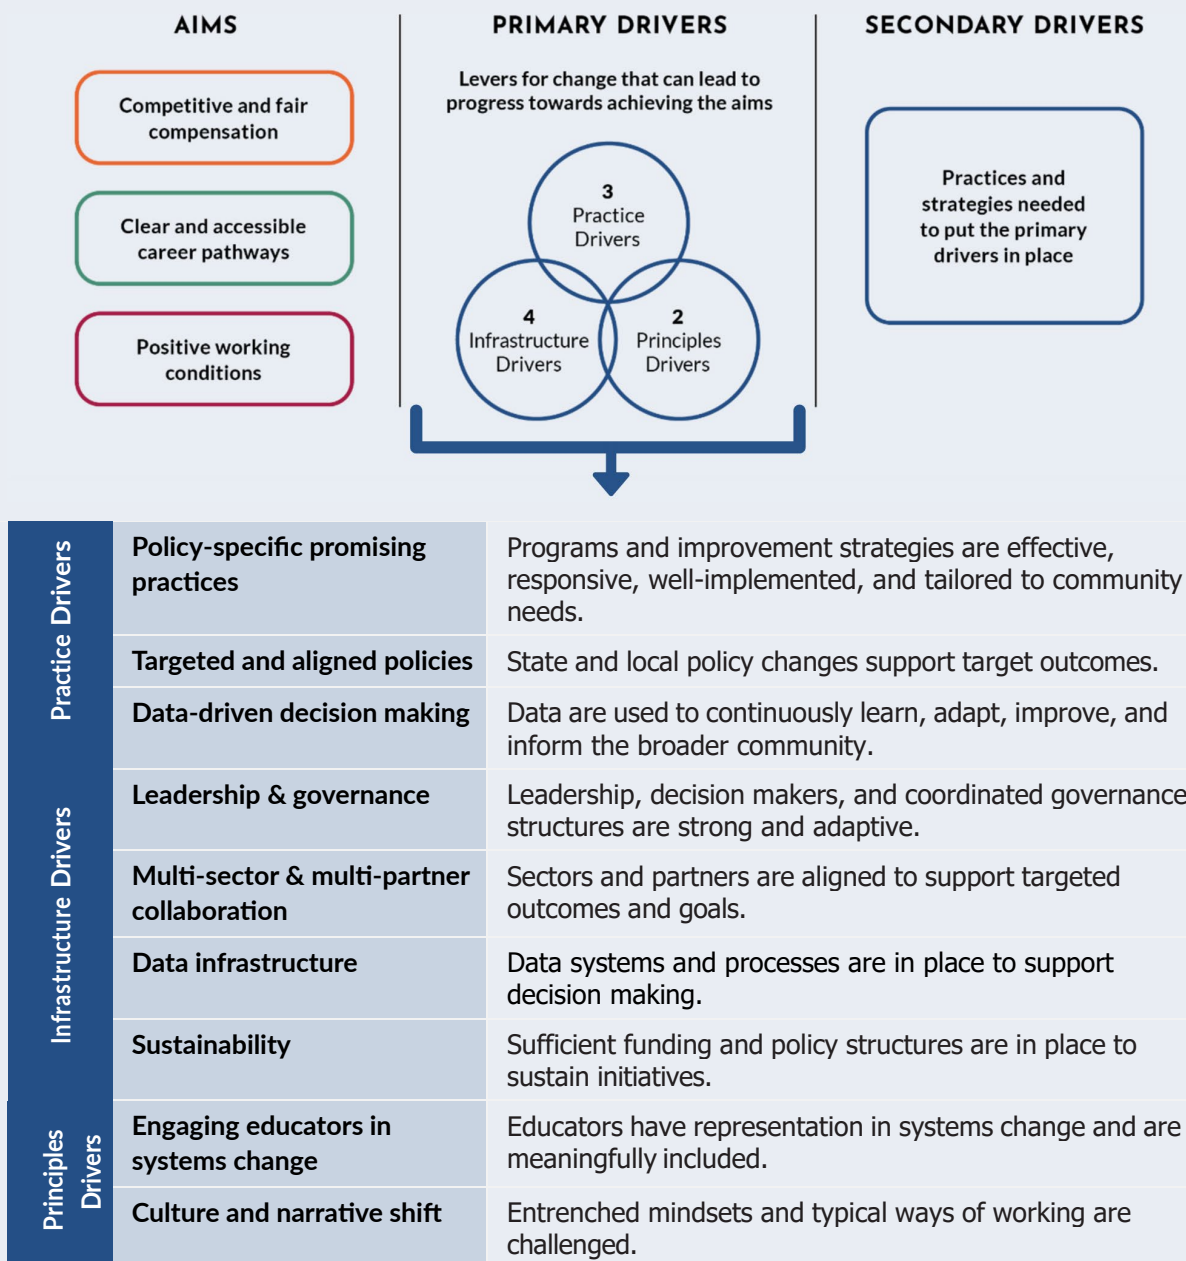 AIMS
Competitive and fair
compensation
Clear and accessible
career pathways
Positive working
conditions
PRIMARY DRIVERS
Levers for change that can lead to
progress towards achieving the aims
3
Practice
Drivers
4
Infrastructure
Drivers
2
Principles
Drivers
SECONDARY DRIVERS
Practices and
strategies needed
to put the primary
drivers in place
Practice Drivers
Policy-specific promising
practices
Programs and improvement strategies are effective,
responsive, well-implemented, and tailored to community
needs.
Targeted and aligned policies
State and local policy changes support target outcomes.
Data-driven decision making
Data are used to continuously learn, adapt, improve, and
inform the broader community.
Infrastructure Drivers
Leadership & governance
Leadership, decision makers, and coordinated governance
structures are strong and adaptive.
Multi-sector & multi-partner
collaboration
Sectors and partners are aligned to support targeted
outcomes and goals.
Data infrastructure
Data systems and processes are in place to support
decision making.
Sustainability
Sufficient funding and policy structures are in place to
sustain initiatives.
Principles
Drivers
Engaging educators in
systems change
Educators have representation in systems change and are
meaningfully included.
Culture and narrative shift
Entrenched mindsets and typical ways of working are
challenged.